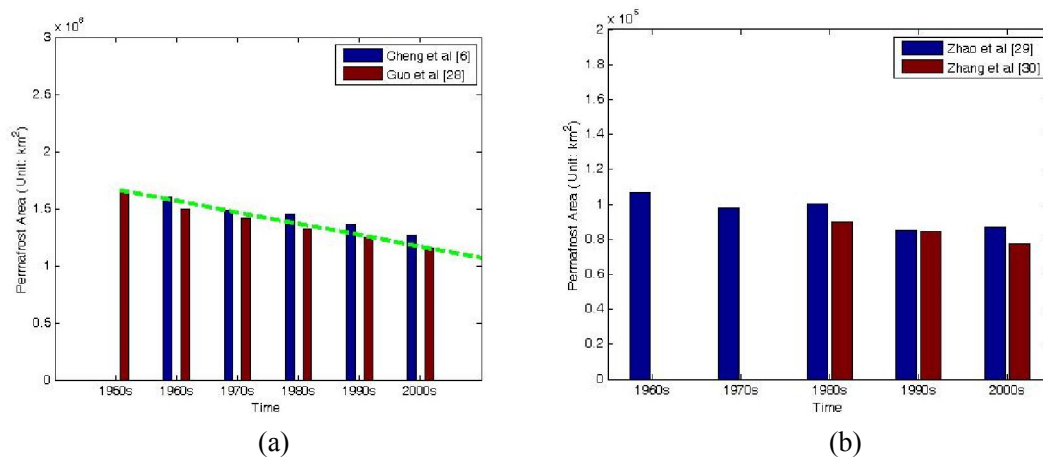 x 10⁶
3
2.5
2
1.5
1
0.5
0
Permafrost Area (Unit: km²)
Cheng et al [6]
Guo et al [28]
1950s 1960s 1970s 1980s 1990s 2000s
Time
(a)
x 10⁵
2
1.8
1.6
1.4
1.2
1
0.8
0.6
0.4
0.2
0
Permafrost Area (Unit: km²)
Zhao et al [29]
Zhang et al [30]
1960s 1970s 1980s 1990s 2000s
Time
(b)